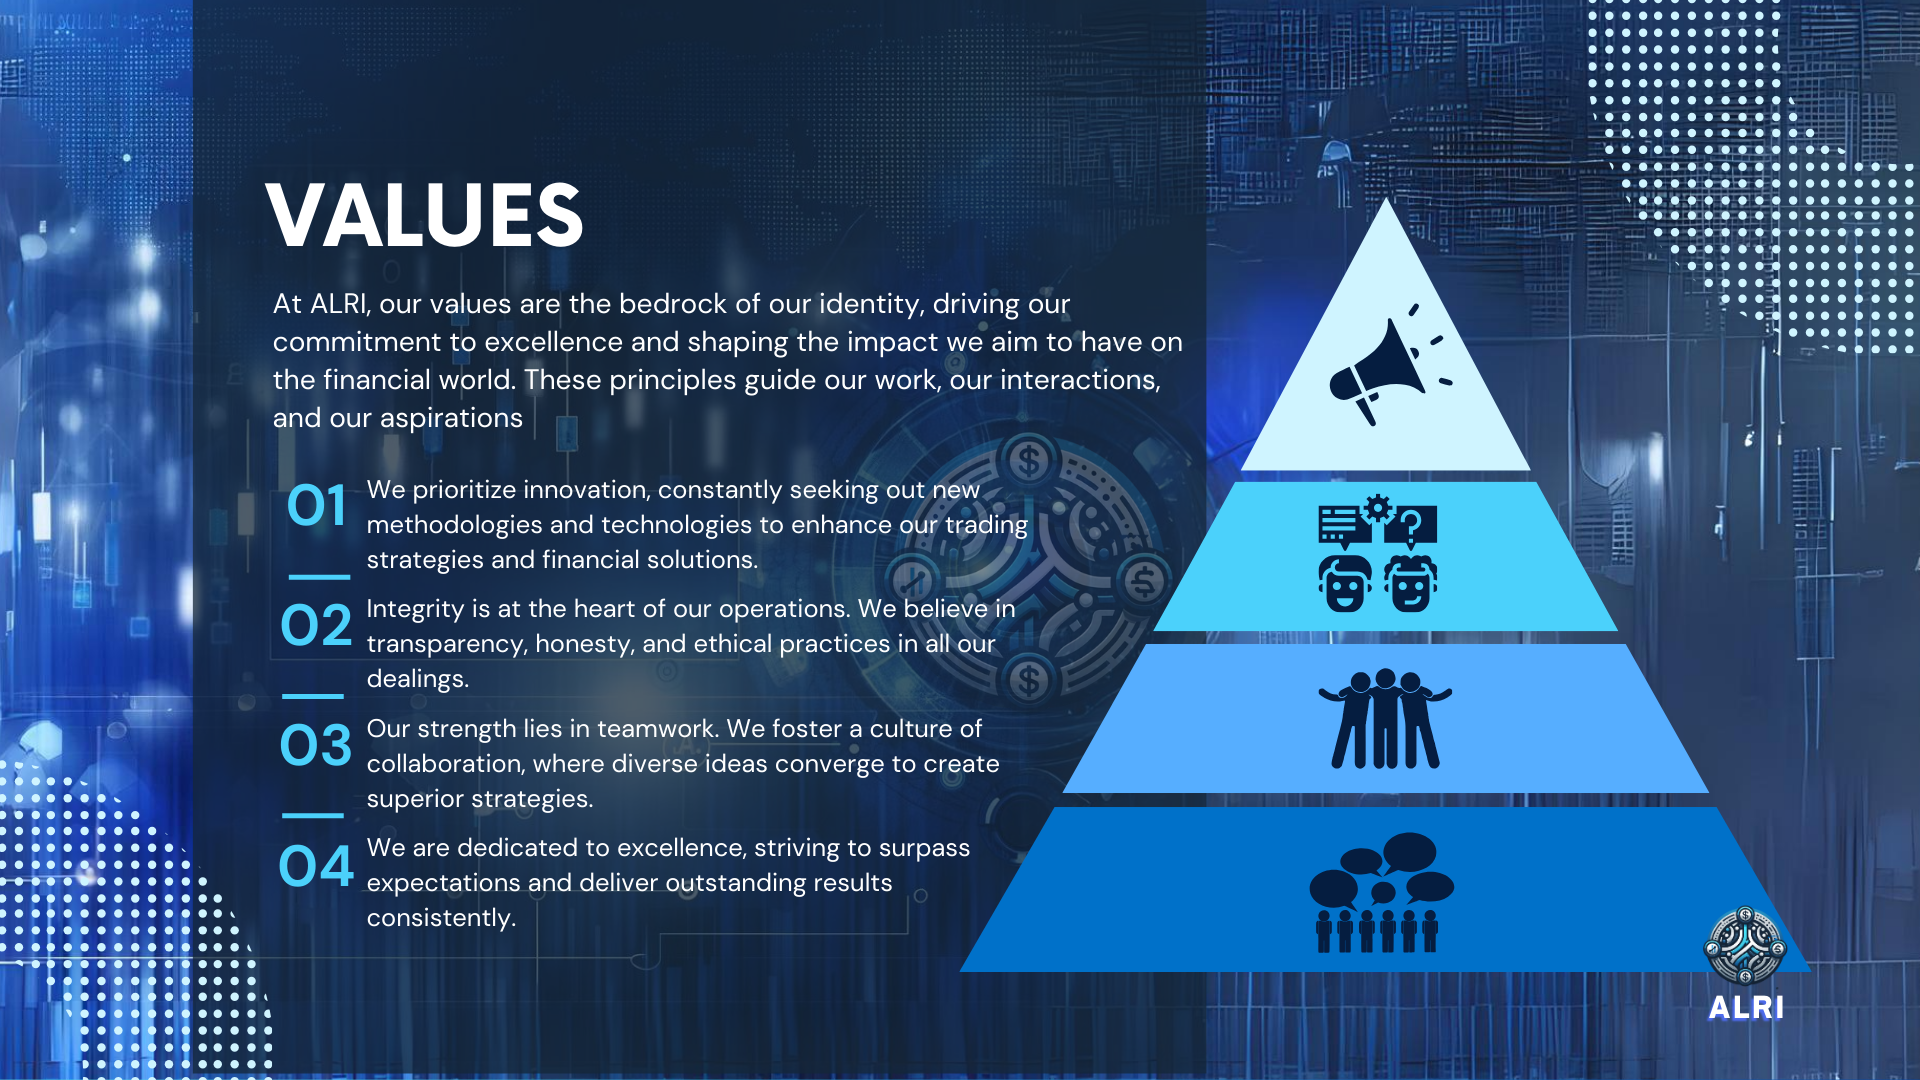 VALUES
At ALRI, our values are the bedrock of our identity, driving our
commitment to excellence and shaping the impact we aim to have on
the financial world. These principles guide our work, our interactions,
and our aspirations
01
We prioritize innovation, constantly seeking out new
methodologies and technologies to enhance our trading
strategies and financial solutions.
02
Integrity is at the heart of our operations. We believe in
transparency, honesty, and ethical practices in all our
dealings.
03
Our strength lies in teamwork. We foster a culture of
collaboration, where diverse ideas converge to create
superior strategies.
04
We are dedicated to excellence, striving to surpass
expectations and deliver outstanding results
consistently.
ALRI